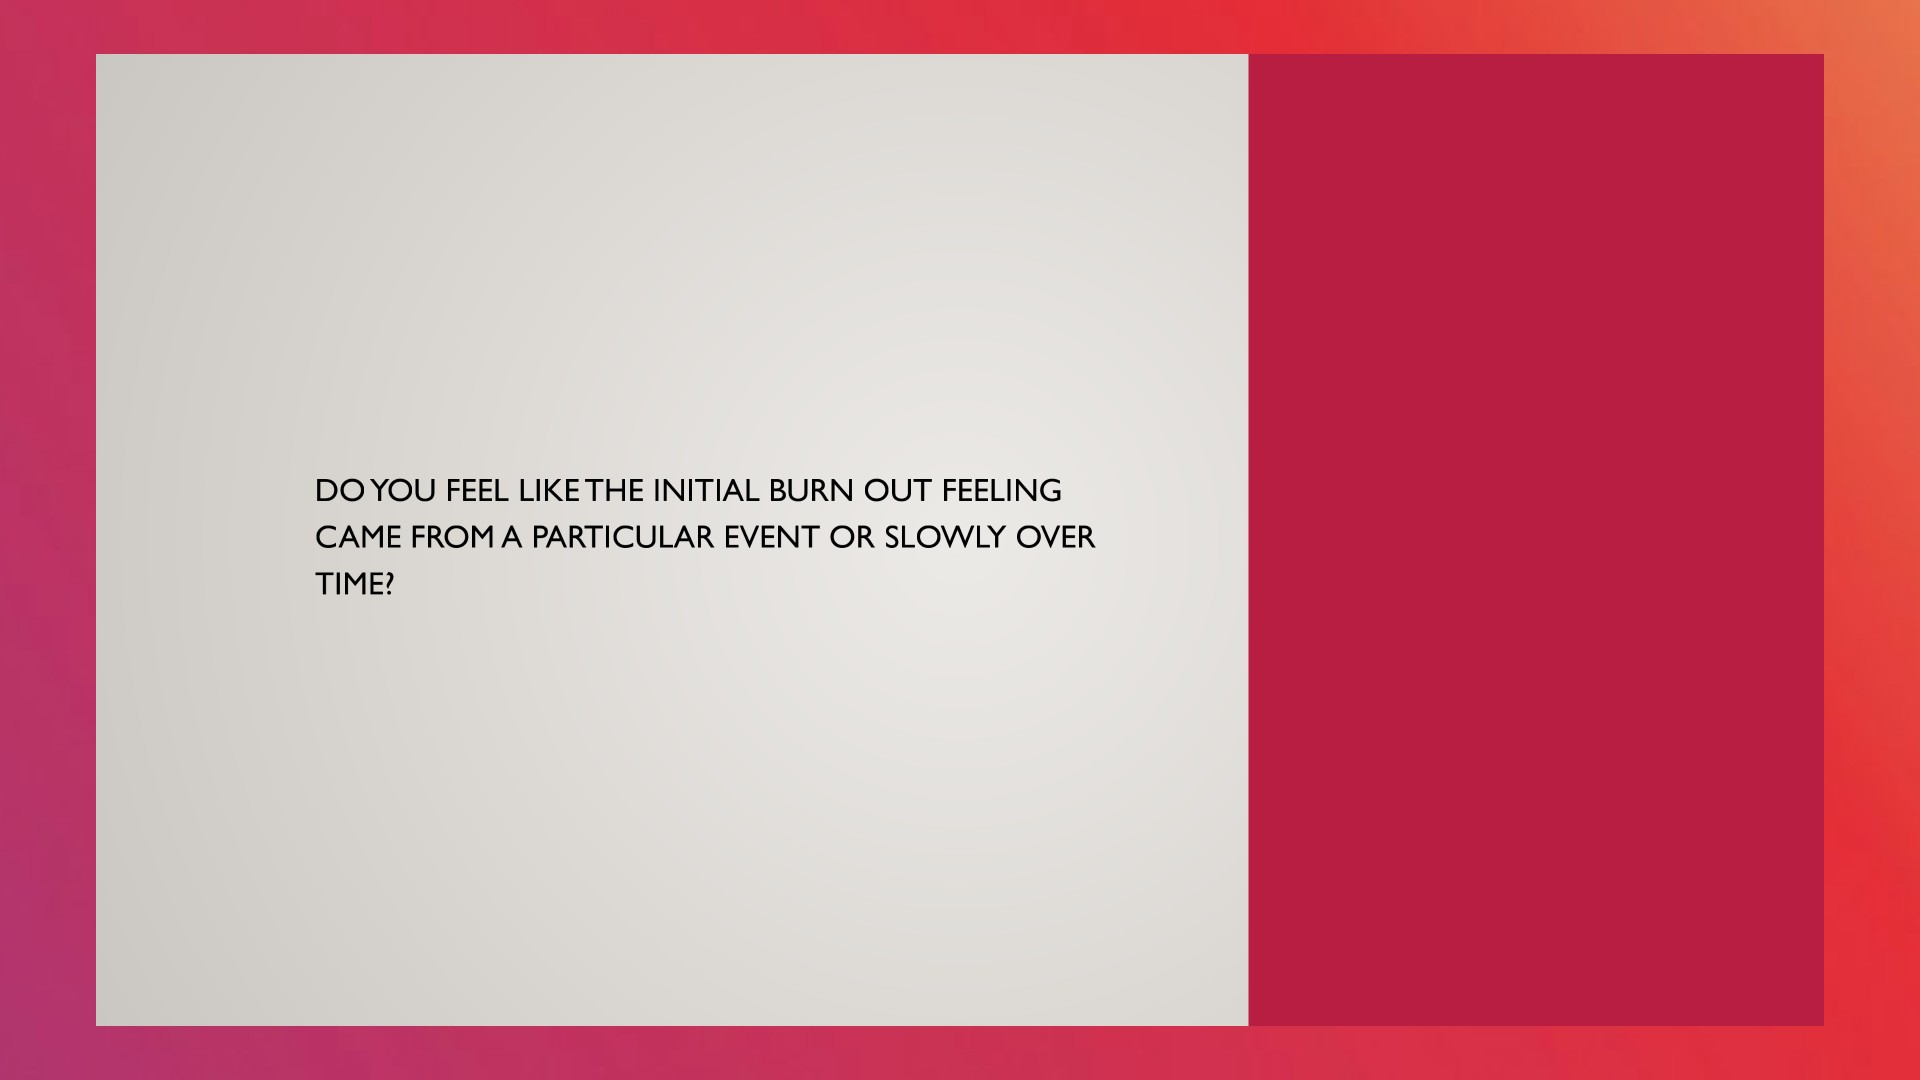 DO YOU FEEL LIKE THE INITIAL BURN OUT FEELING
CAME FROM A PARTICULAR EVENT OR SLOWLY OVER
TIME?